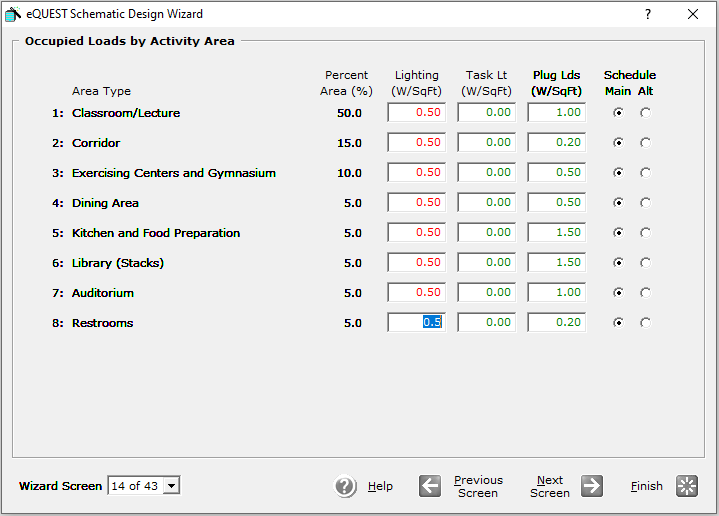 eQUEST Schematic Design Wizard
Occupied Loads by Activity Area
Percent Lighting Task Lt Plug Lds Schedule
Area Type Area (%) (W/SqFt) (W/SqFt) (W/SqFt) Main Alt
1: Classroom/Lecture 50.0 0.50 0.00 1.00
2: Corridor 15.0 0.50 0.00 0.20
3: Exercising Centers and Gymnasium 10.0 0.50 0.00 0.50
4: Dining Area 5.0 0.50 0.00 0.50
5: Kitchen and Food Preparation 5.0 0.50 0.00 1.50
6: Library (Stacks) 5.0 0.50 0.00 1.50
7: Auditorium 5.0 0.50 0.00 1.00
8: Restrooms 5.0 0.5 0.00 0.20
Wizard Screen 14 of 43 ? Help Previous Screen Next Screen Finish